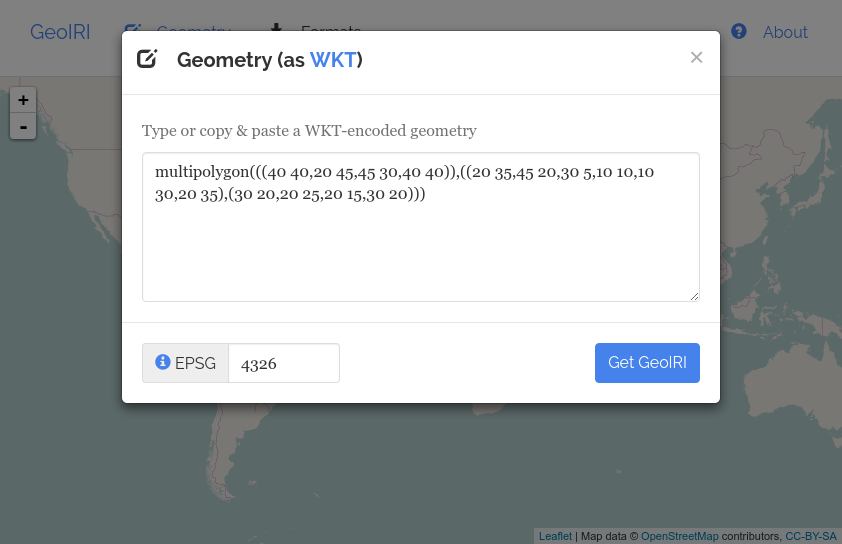 GeoIRI Geometry Formats About
Geometry (as WKT) ×
+
-
Type or copy & paste a WKT-encoded geometry
multipolygon(((40 40,20 45,45 30,40 40)),((20 35,45 20,30 5,10 10,10
30,20 35),(30 20,20 25,20 15,30 20)))
EPSG 4326 Get GeoIRI
Leaflet | Map data © OpenStreetMap contributors, CC-BY-SA